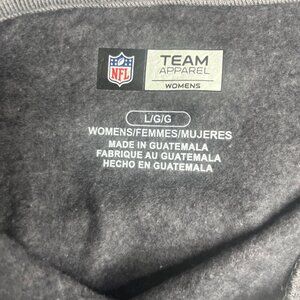 NFL
TEAM
APPAREL
WOMENS
L/G/G
WOMENS/FEMMES/MUJERES
MADE IN GUATEMALA
FABRIQUE AU GUATEMALA
HECHO EN GUATEMALA